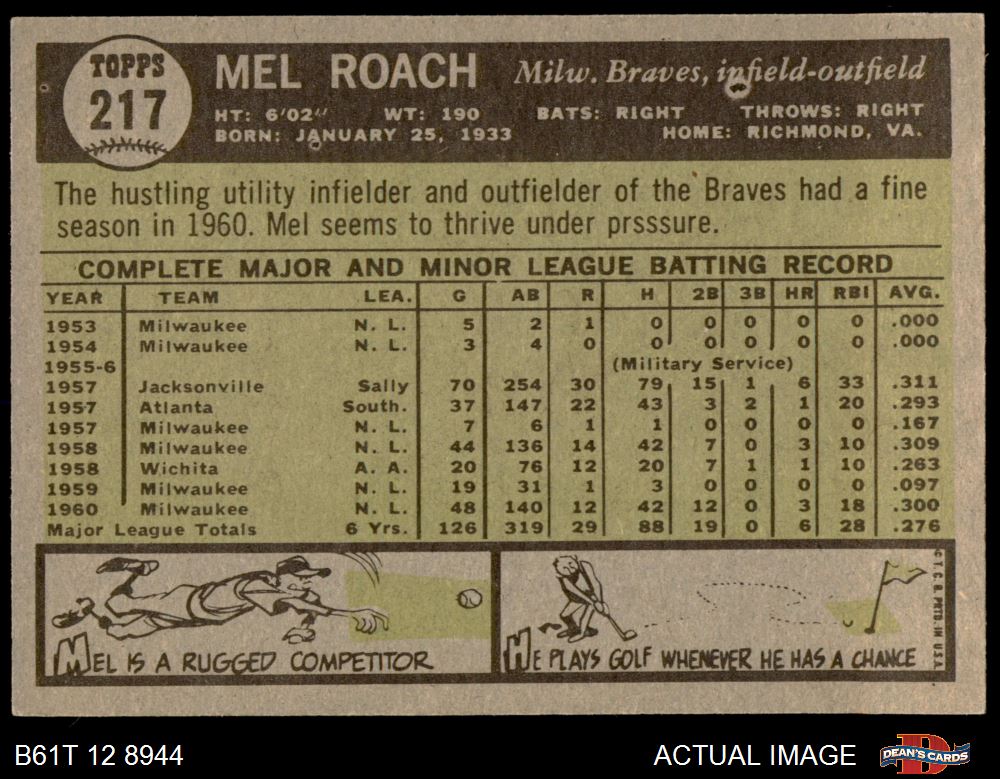 TOPPS
217
MEL ROACH Milw. Braves, infield-outfield
HT: 6'02" WT: 190 BATS: RIGHT THROWS: RIGHT
BORN: JANUARY 25, 1933 HOME: RICHMOND, VA.
The hustling utility infielder and outfielder of the Braves had a fine
season in 1960. Mel seems to thrive under prsssure.
COMPLETE MAJOR AND MINOR LEAGUE BATTING RECORD
YEAR TEAM LEA. G AB R H 2B 3B HR RBI AVG.
1953 Milwaukee N. L. 5 2 1 0 0 0 0 0 .000
1954 Milwaukee N. L. 3 4 0 0 0 0 0 0 .000
1955-6 (Military Service)
1957 Jacksonville Sally 70 254 30 79 15 1 6 33 .311
1957 Atlanta South. 37 147 22 43 3 2 1 20 .293
1957 Milwaukee N. L. 7 6 1 1 0 0 0 0 .167
1958 Milwaukee N. L. 44 136 14 42 7 0 3 10 .309
1958 Wichita A. A. 20 76 12 20 7 1 1 10 .263
1959 Milwaukee N. L. 19 31 1 3 0 0 0 0 .097
1960 Milwaukee N. L. 48 140 12 42 12 0 3 18 .300
Major League Totals 6 Yrs. 126 319 29 88 19 0 6 28 .276
MEL IS A RUGGED COMPETITOR
HE PLAYS GOLF WHENEVER HE HAS A CHANCE
© T. C. G. PRTD. IN U.S.A.
B61T 12 8944 ACTUAL IMAGE DEAN'S CARDS